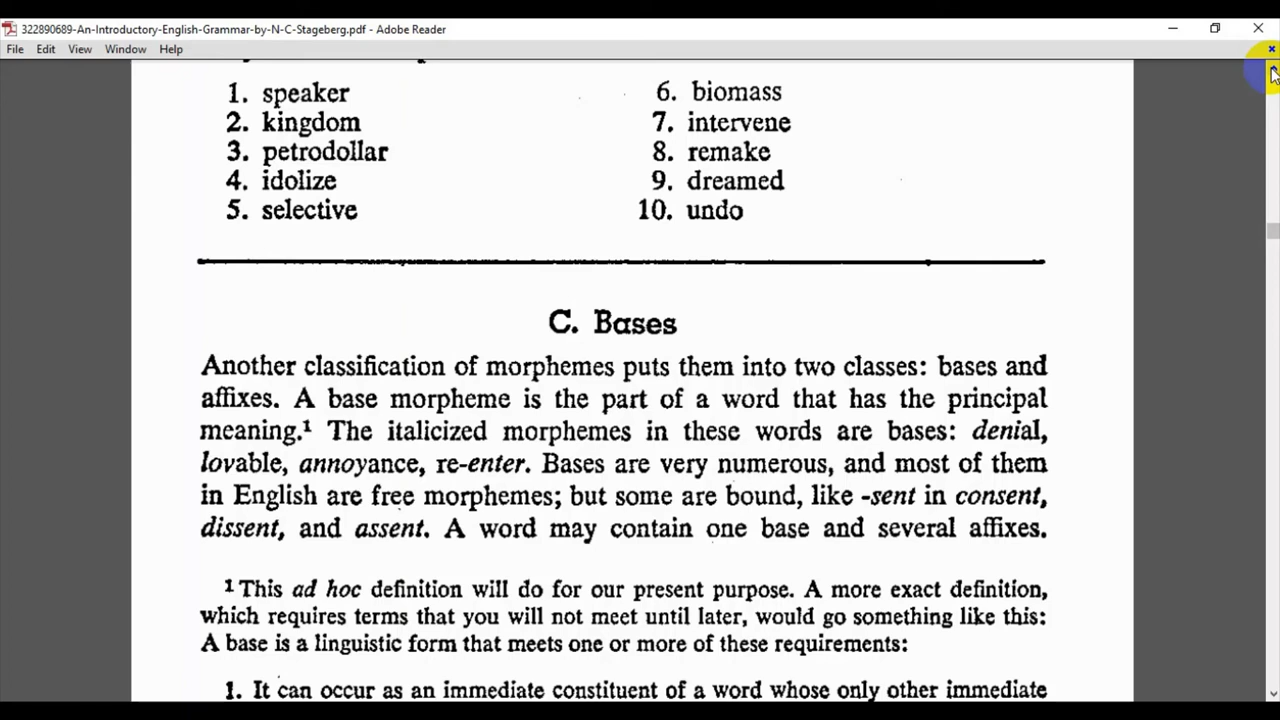 322890689-An-Introductory-English-Grammar-by-N-C-Stageberg.pdf - Adobe Reader
File Edit View Window Help
1. speaker
2. kingdom
3. petrodollar
4. idolize
5. selective
6. biomass
7. intervene
8. remake
9. dreamed
10. undo
C. Bases
Another classification of morphemes puts them into two classes: bases and
affixes. A base morpheme is the part of a word that has the principal
meaning.¹ The italicized morphemes in these words are bases: denial,
lovable, annoyance, re-enter. Bases are very numerous, and most of them
in English are free morphemes; but some are bound, like -sent in consent,
dissent, and assent. A word may contain one base and several affixes.
¹ This ad hoc definition will do for our present purpose. A more exact definition,
which requires terms that you will not meet until later, would go something like this:
A base is a linguistic form that meets one or more of these requirements:
1. It can occur as an immediate constituent of a word whose only other immediate